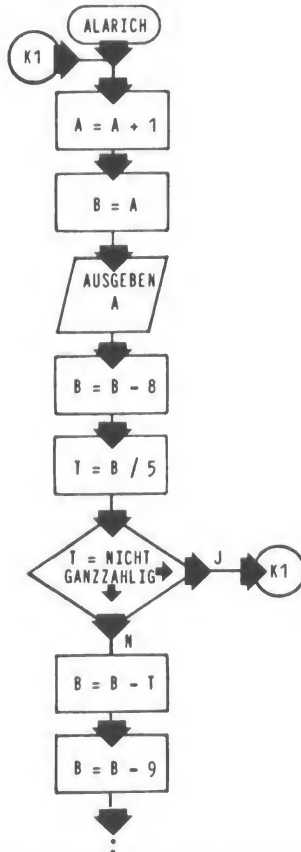 ALARICH
K1
A = A + 1
B = A
AUSGEBEN
A
B = B - 8
T = B / 5
T = NICHT
GANZZAHLIG
J
K1
N
B = B - T
B = B - 9